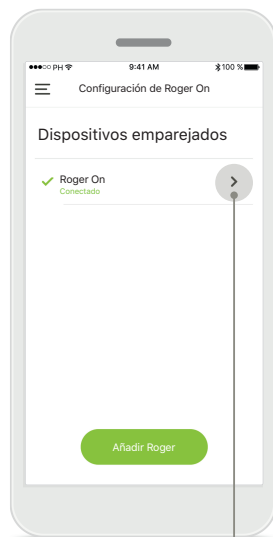 PH 9:41 AM 100 %
Configuración de Roger On
Dispositivos emparejados
Roger On
Conectado
Añadir Roger